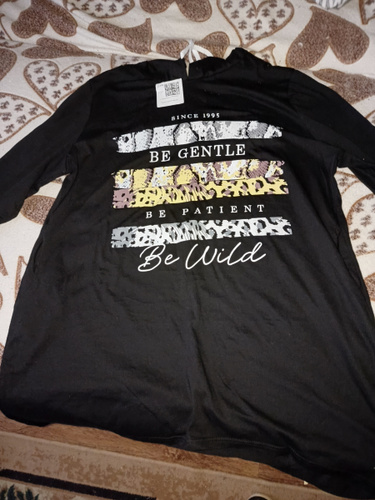 SINCE 1995
BE GENTLE
BE PATIENT
Be Wild